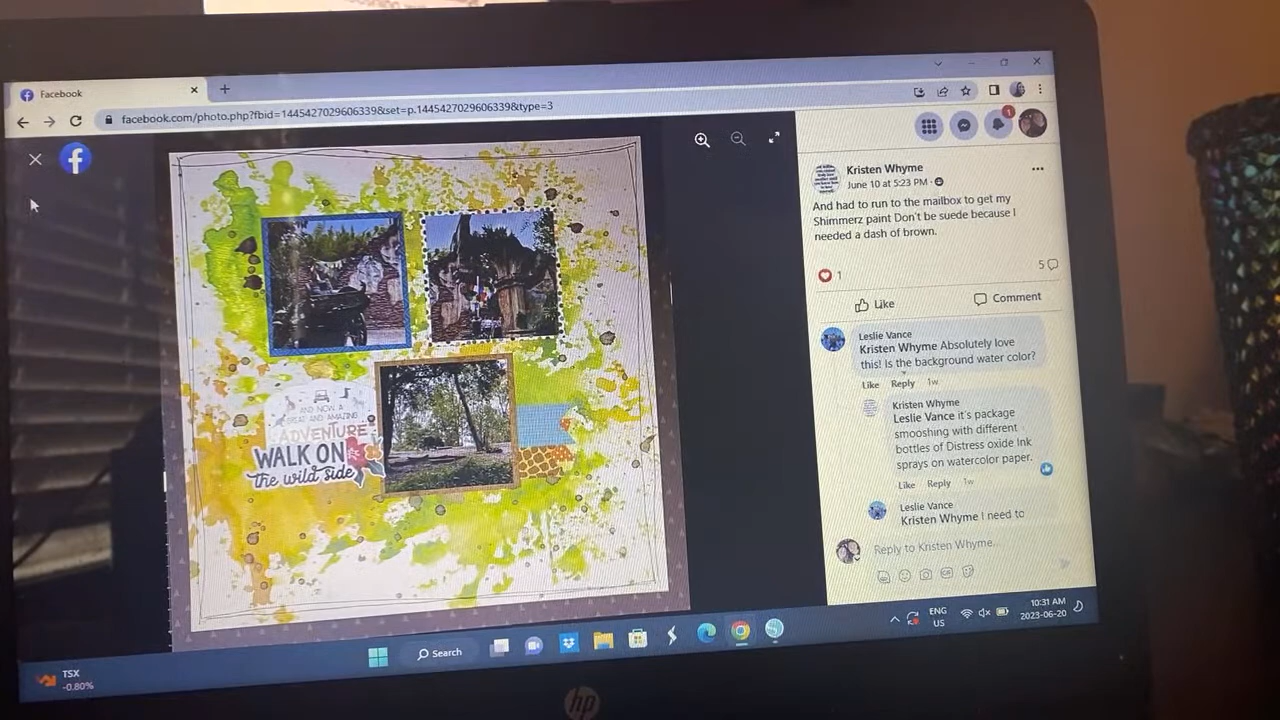 Facebook
facebook.com/photo.php?fbid=1445427029606339&set=p.1445427029606339&type=3
1
Kristen Whyme
June 10 at 5:23 PM ·
And had to run to the mailbox to get my
Shimmerz paint Don't be suede because I
needed a dash of brown.
1
5
Like
Comment
Leslie Vance
Kristen Whyme Absolutely love
this! Is the background water color?
Like Reply 1w
Kristen Whyme
Leslie Vance it's package
smooshing with different
bottles of Distress oxide Ink
sprays on watercolor paper.
Like Reply 1w
Leslie Vance
Kristen Whyme I need to
Reply to Kristen Whyme...
AND NOW A
GREAT AND AMAZING
ADVENTURE
WALK ON
the wild side
TSX
-0.80%
Search
ENG
US
10:31 AM
2023-06-20
hp